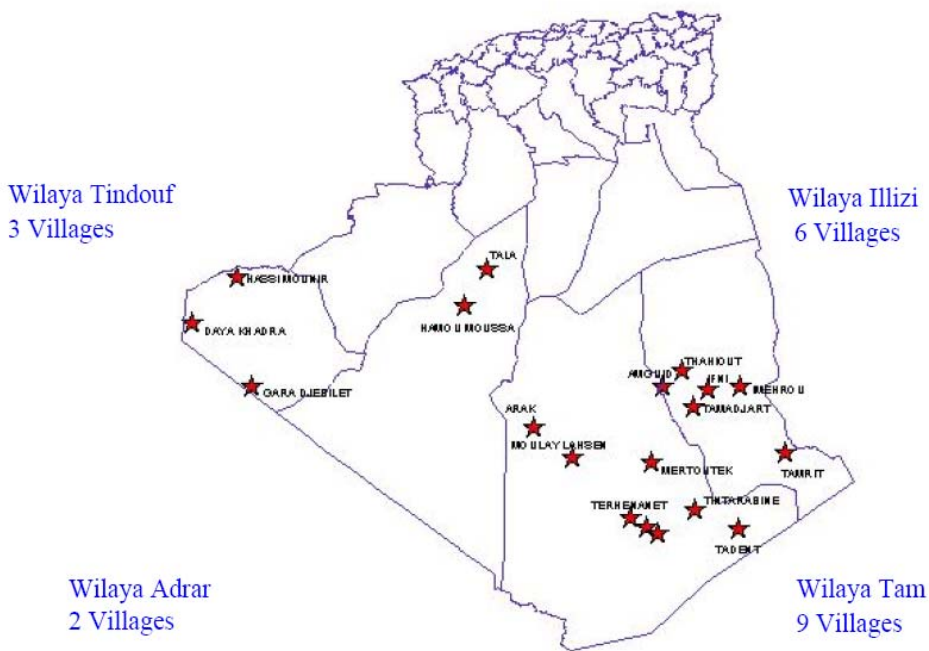 Wilaya Tindouf
3 Villages
Wilaya Illizi
6 Villages
TALA
HASSI MOUNIR
HAMOU MOUSSA
DAYA KHADRA
THAHIOUT
AMGUID
IFNI
GARA DJEBILET
MEHROU
TAMADJART
ARAK
MOULAY LAHSEN
MERTOUTEK
TAMRIT
TERHENANET
TINTARABINE
TADENT
Wilaya Adrar
2 Villages
Wilaya Tam
9 Villages